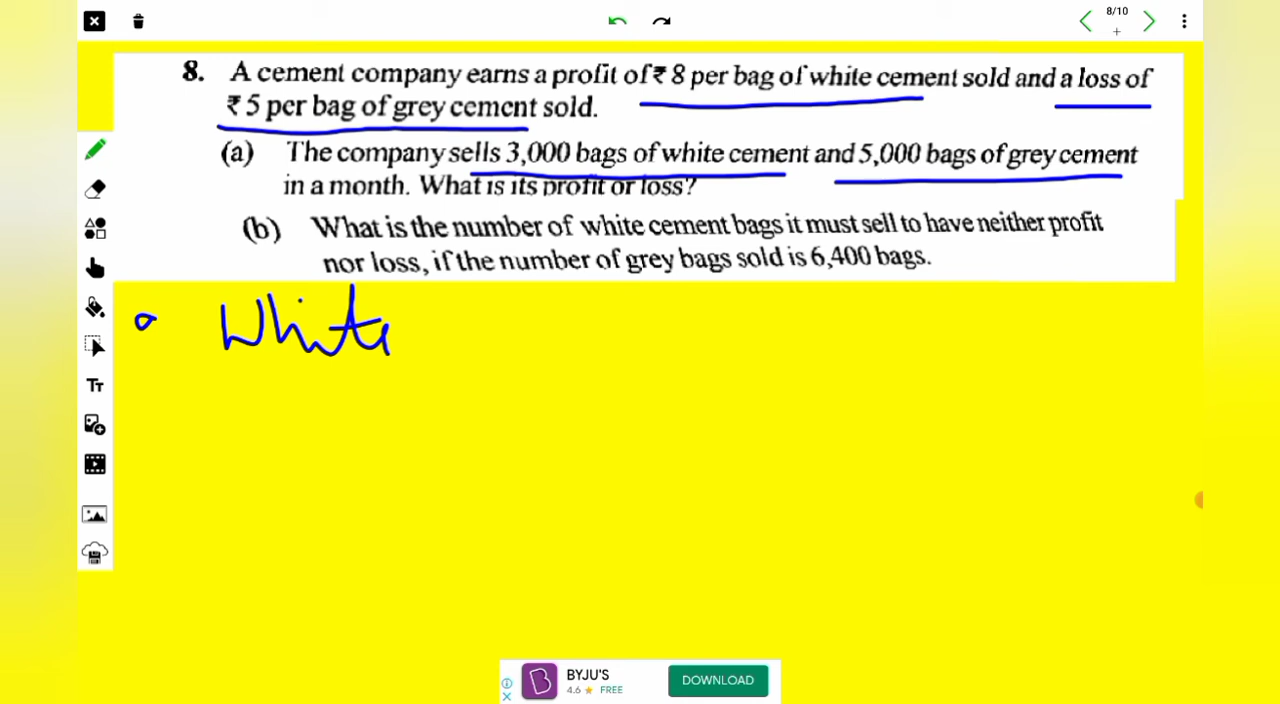 8/10
8. A cement company earns a profit of ₹ 8 per bag of white cement sold and a loss of
₹ 5 per bag of grey cement sold.
(a) The company sells 3,000 bags of white cement and 5,000 bags of grey cement
in a month. What is its profit or loss?
(b) What is the number of white cement bags it must sell to have neither profit
nor loss, if the number of grey bags sold is 6,400 bags.
a White
TT
BYJU'S
4.6 ★ FREE
DOWNLOAD